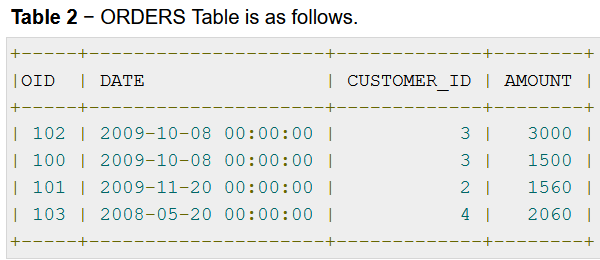 Table 2 − ORDERS Table is as follows.
+-----+---------------------+-------------+--------+
|OID  | DATE                | CUSTOMER_ID | AMOUNT |
+-----+---------------------+-------------+--------+
| 102 | 2009-10-08 00:00:00 |           3 |   3000 |
| 100 | 2009-10-08 00:00:00 |           3 |   1500 |
| 101 | 2009-11-20 00:00:00 |           2 |   1560 |
| 103 | 2008-05-20 00:00:00 |           4 |   2060 |
+-----+---------------------+-------------+--------+